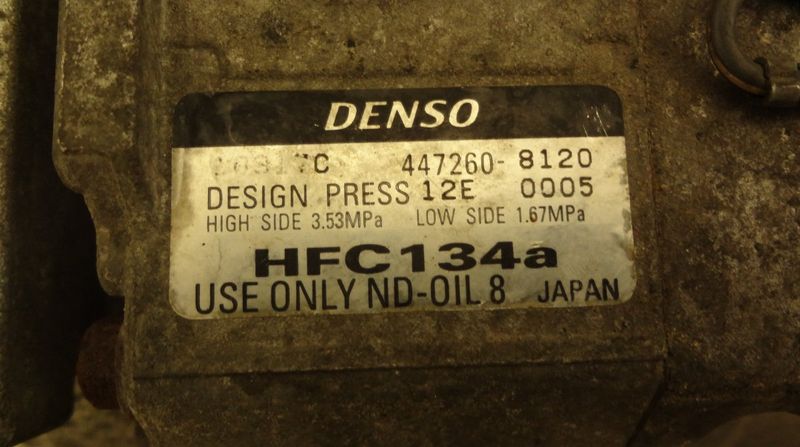 DENSO
447260-8120
DESIGN PRESS 12E 0005
HIGH SIDE 3.53MPa LOW SIDE 1.67MPa
HFC134a
USE ONLY ND-OIL 8 JAPAN